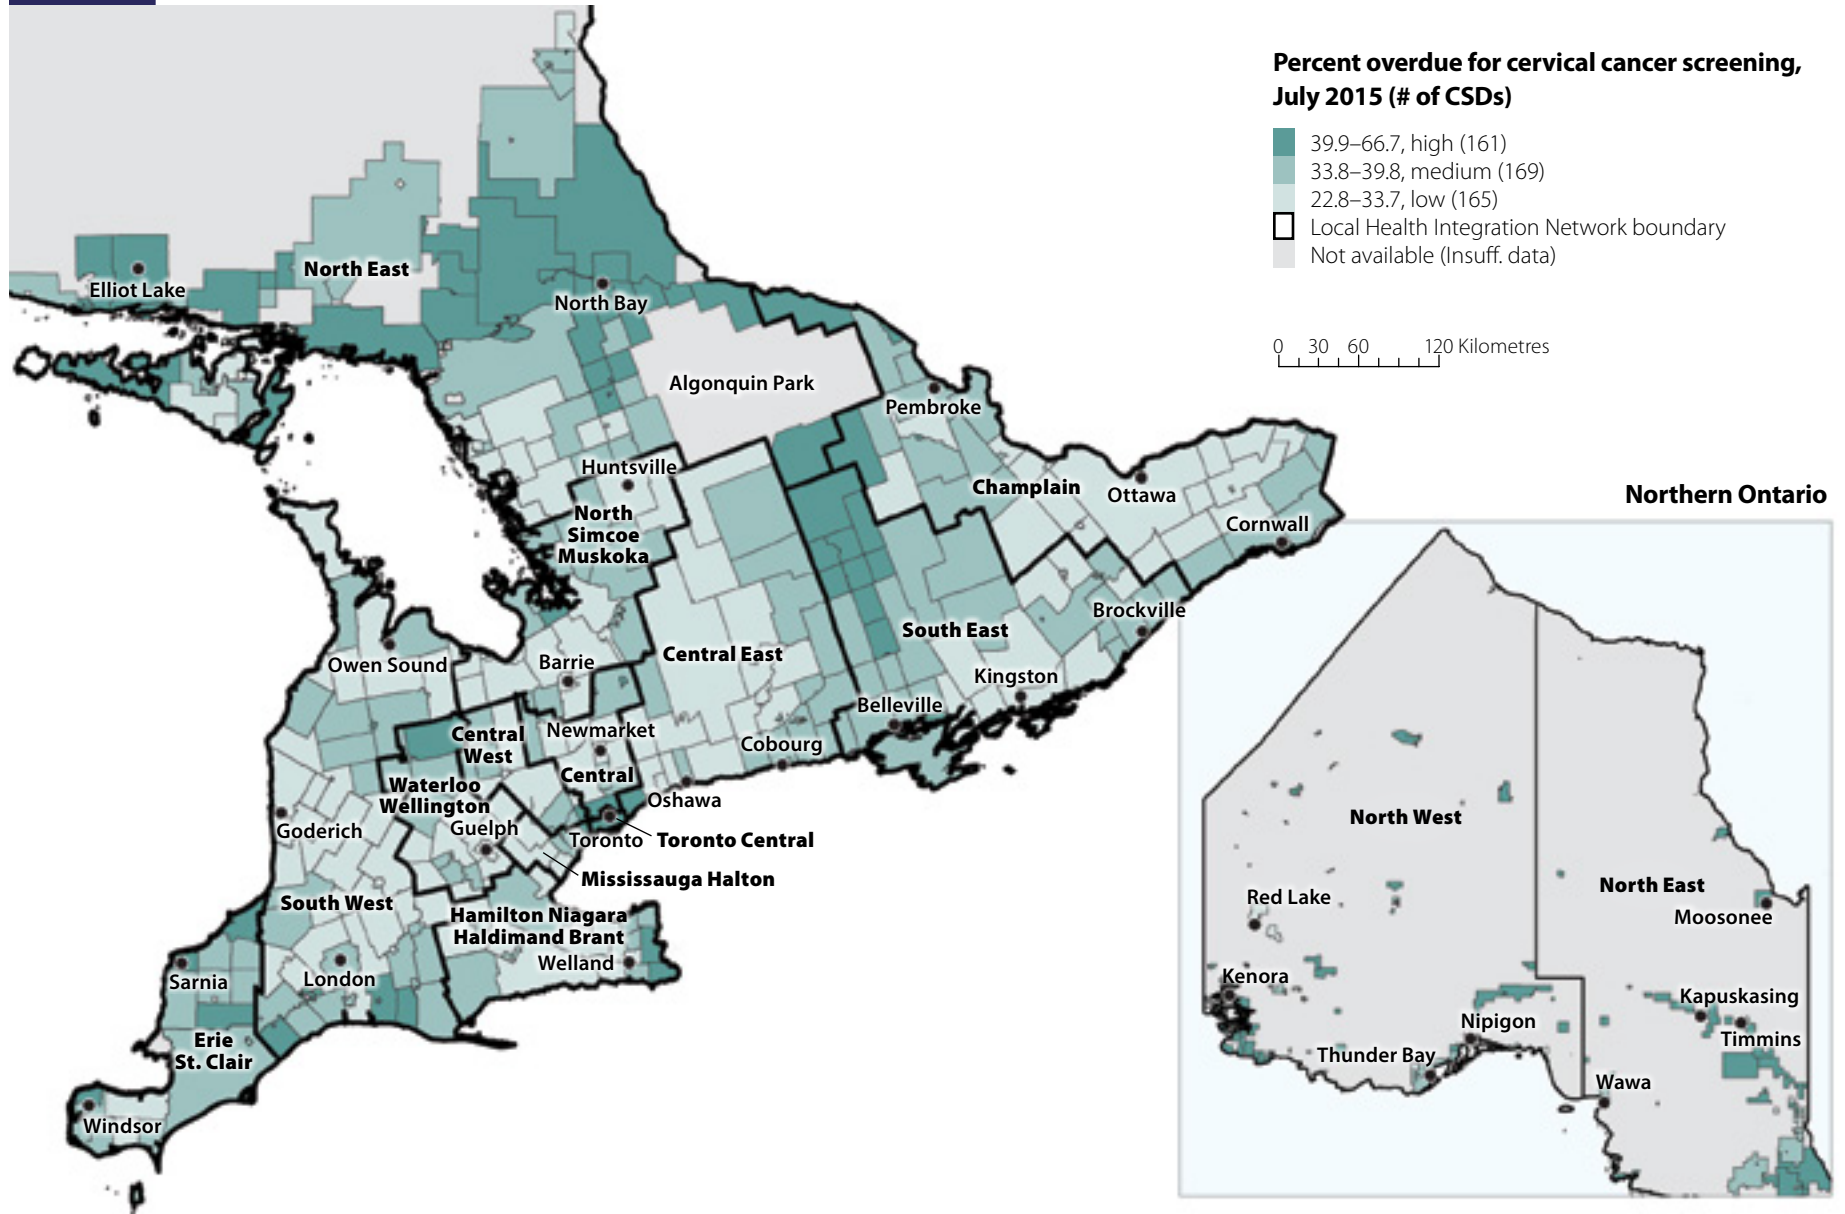 Percent overdue for cervical cancer screening,
July 2015 (# of CSDs)
39.9–66.7, high (161)
33.8–39.8, medium (169)
22.8–33.7, low (165)
Local Health Integration Network boundary
Not available (Insuff. data)
0 30 60 120 Kilometres
North East
Elliot Lake
North Bay
Algonquin Park
Pembroke
Huntsville
Champlain
Ottawa
North
Simcoe
Muskoka
Cornwall
Brockville
South East
Central East
Owen Sound
Barrie
Kingston
Belleville
Newmarket
Central
West
Cobourg
Central
Waterloo
Wellington
Oshawa
Guelph
Goderich
Toronto
Toronto Central
Mississauga Halton
South West
Hamilton Niagara
Haldimand Brant
Welland
Sarnia
London
Erie
St. Clair
Windsor
Northern Ontario
North West
North East
Red Lake
Moosonee
Kenora
Kapuskasing
Nipigon
Timmins
Thunder Bay
Wawa